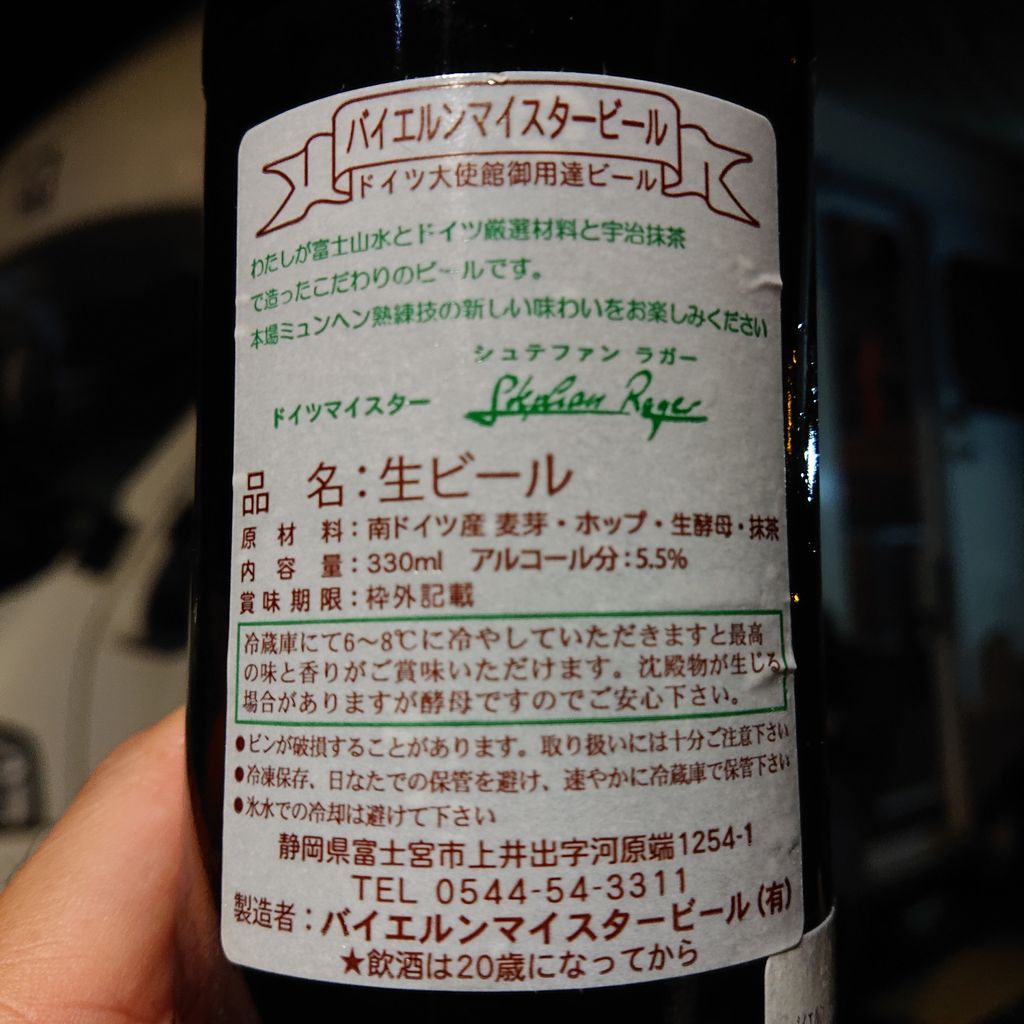 バイエルンマイスタービール
ドイツ大使館御用達ビール
わたしが富士山水とドイツ厳選材料と宇治抹茶
で造ったこだわりのビールです。
本場ミュンヘン熟練技の新しい味わいをお楽しみください
シュテファン ラガー
ドイツマイスター Stephan Rager
品名：生ビール
原材料：南ドイツ産 麦芽・ホップ・生酵母・抹茶
内容量：330ml アルコール分：5.5%
賞味期限：枠外記載
冷蔵庫にて6〜8℃に冷やしていただきますと最高
の味と香りがご賞味いただけます。沈殿物が生じる
場合がありますが酵母ですのでご安心下さい。
●ビンが破損することがあります。取り扱いには十分ご注意下さい
●冷凍保存、日なたでの保管を避け、速やかに冷蔵庫で保管下さい
●氷水での冷却は避けて下さい
静岡県富士宮市上井出字河原端1254-1
TEL 0544-54-3311
製造者：バイエルンマイスタービール(有)
★飲酒は20歳になってから